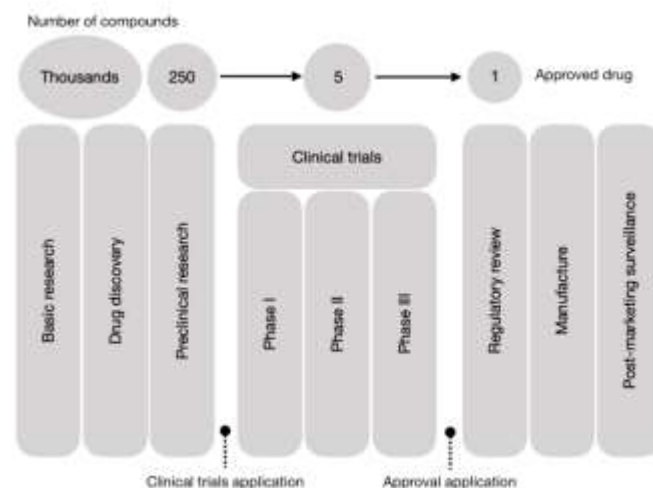 Number of compounds
Thousands
250
5
1
Approved drug
Basic research
Drug discovery
Preclinical research
Clinical trials
Phase I
Phase II
Phase III
Regulatory review
Manufacture
Post-marketing surveillance
Clinical trials application
Approval application